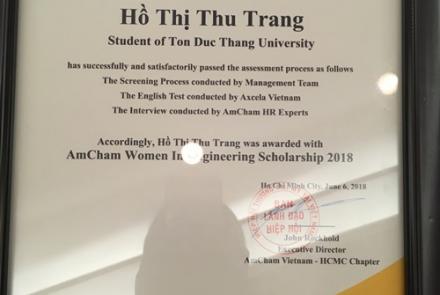 Hồ Thị Thu Trang
Student of Ton Duc Thang University
has successfully and satisfactorily passed the assessment process as follows
The Screening Process conducted by Management Team
The English Test conducted by Axcela Vietnam
The Interview conducted by AmCham HR Experts
Accordingly, Hồ Thị Thu Trang was awarded with
AmCham Women In Engineering Scholarship 2018
Ho Chi Minh City, June 6, 2018
BAN
LÃNH ĐẠO
HIỆP HỘI
John Rockhold
Executive Director
AmCham Vietnam - HCMC Chapter